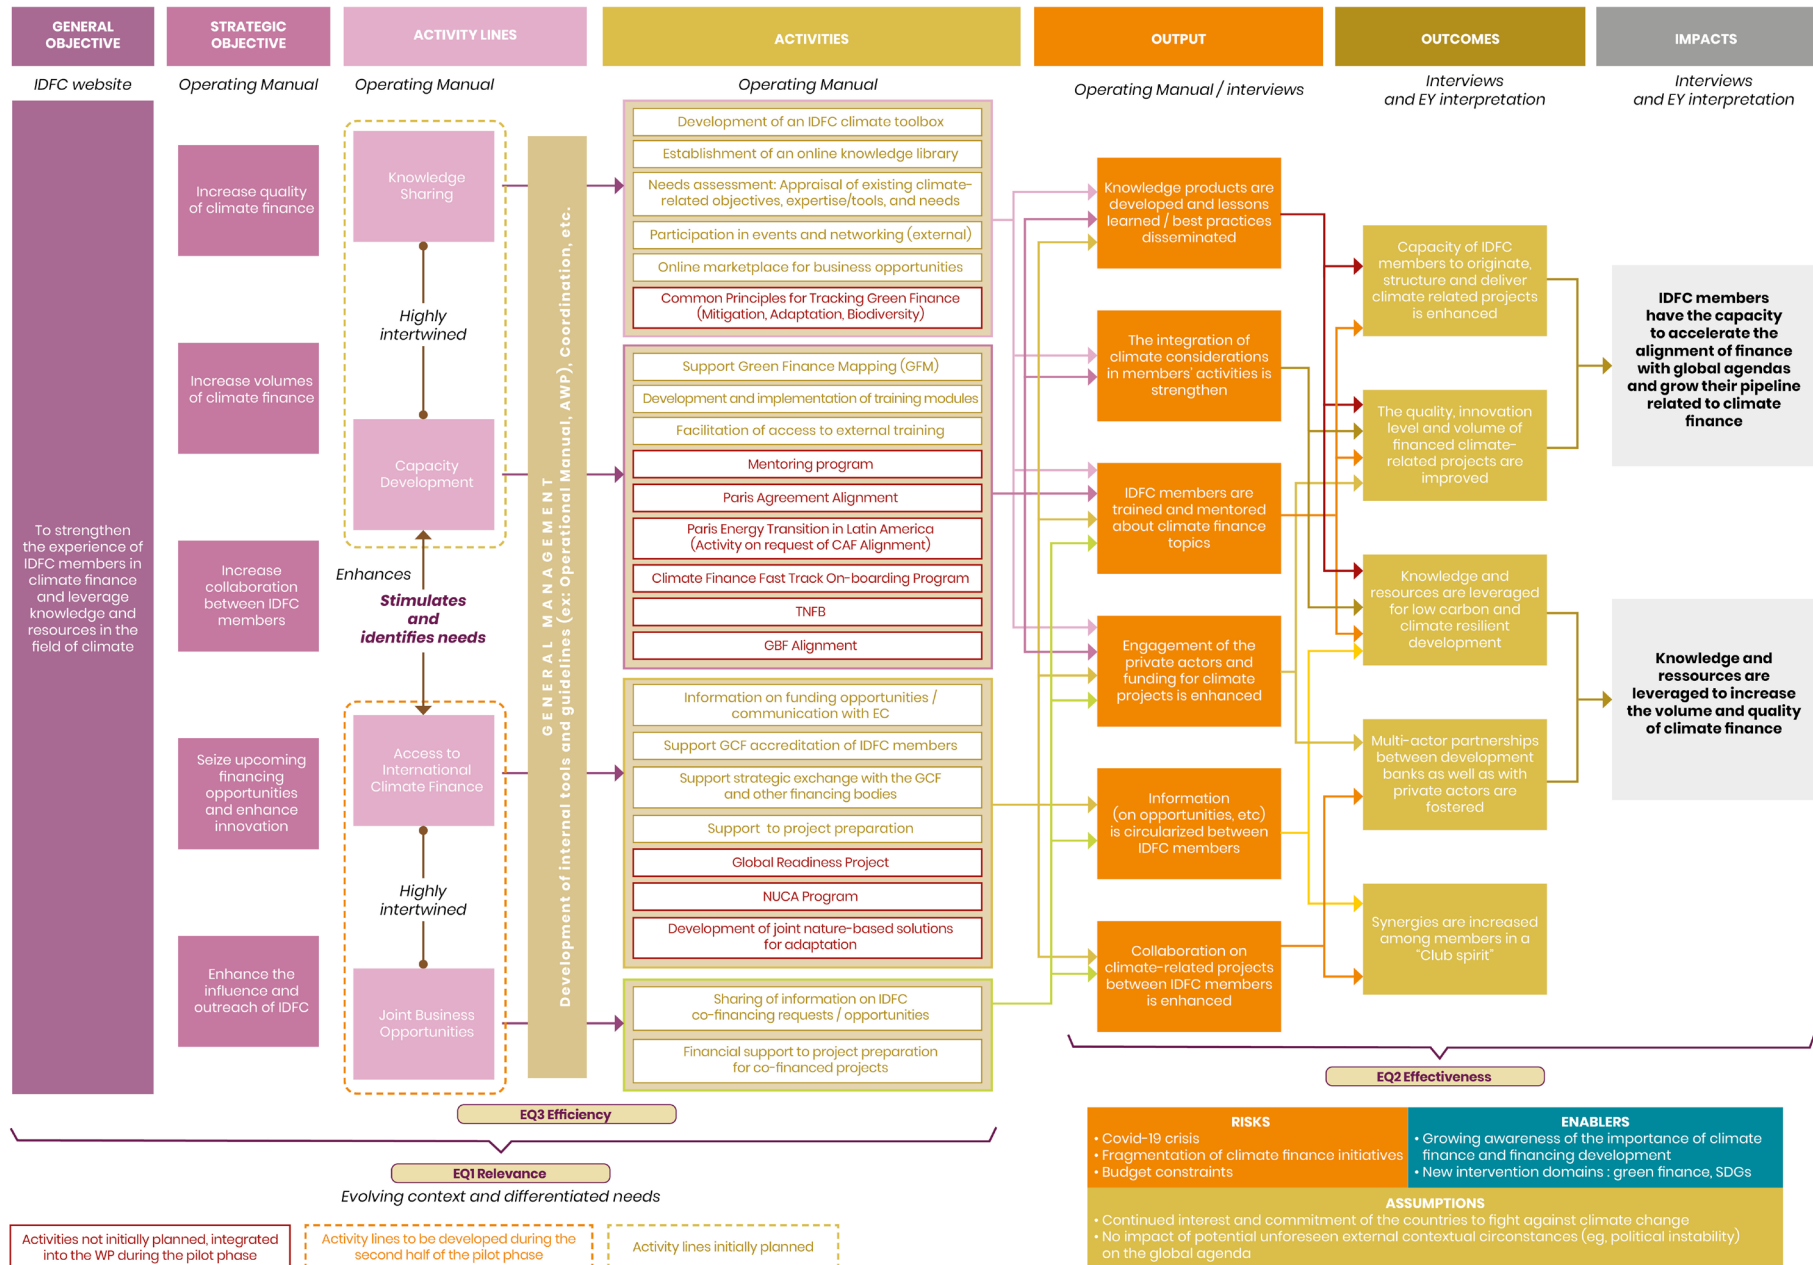 GENERAL
OBJECTIVE
STRATEGIC
OBJECTIVE
ACTIVITY LINES
ACTIVITIES
OUTPUT
OUTCOMES
IMPACTS
IDFC website
Operating Manual
Operating Manual
Operating Manual
Operating Manual / interviews
Interviews
and EY interpretation
Interviews
and EY interpretation
To strengthen
the experience of
IDFC members in
climate finance
and leverage
knowledge and
resources in the
field of climate
Increase quality
of climate finance
Increase volumes
of climate finance
Increase
collaboration
between IDFC
members
Seize upcoming
financing
opportunities
and enhance
innovation
Enhance the
influence and
outreach of IDFC
Knowledge
Sharing
Highly
intertwined
Capacity
Development
Enhances
Stimulates
and
identifies needs
Access to
International
Climate Finance
Highly
intertwined
Joint Business
Opportunities
GENERAL MANAGEMENT
Development of internal tools and guidelines (ex: Operational Manual, AWP), Coordination, etc.
Development of an IDFC climate toolbox
Establishment of an online knowledge library
Needs assessment: Appraisal of existing climate-
related objectives, expertise/tools, and needs
Participation in events and networking (external)
Online marketplace for business opportunities
Common Principles for Tracking Green Finance
(Mitigation, Adaptation, Biodiversity)
Support Green Finance Mapping (GFM)
Development and implementation of training modules
Facilitation of access to external training
Mentoring program
Paris Agreement Alignment
Paris Energy Transition in Latin America
(Activity on request of CAF Alignment)
Climate Finance Fast Track On-boarding Program
TNFB
GBF Alignment
Information on funding opportunities /
communication with EC
Support GCF accreditation of IDFC members
Support strategic exchange with the GCF
and other financing bodies
Support to project preparation
Global Readiness Project
NUCA Program
Development of joint nature-based solutions
for adaptation
Sharing of information on IDFC
co-financing requests / opportunities
Financial support to project preparation
for co-financed projects
Knowledge products are
developed and lessons
learned / best practices
disseminated
The integration of
climate considerations
in members' activities is
strengthen
IDFC members are
trained and mentored
about climate finance
topics
Engagement of the
private actors and
funding for climate
projects is enhanced
Information
(on opportunities, etc)
is circularized between
IDFC members
Collaboration on
climate-related projects
between IDFC members
is enhanced
Capacity of IDFC
members to originate,
structure and deliver
climate related projects
is enhanced
The quality, innovation
level and volume of
financed climate-
related projects are
improved
Knowledge and
resources are leveraged
for low carbon and
climate resilient
development
Multi-actor partnerships
between development
banks as well as with
private actors are
fostered
Synergies are increased
among members in a
"Club spirit"
IDFC members
have the capacity
to accelerate the
alignment of finance
with global agendas
and grow their pipeline
related to climate
finance
Knowledge and
ressources are
leveraged to increase
the volume and quality
of climate finance
EQ2 Effectiveness
EQ3 Efficiency
EQ1 Relevance
Evolving context and differentiated needs
RISKS
• Covid-19 crisis
• Fragmentation of climate finance initiatives
• Budget constraints
ENABLERS
• Growing awareness of the importance of climate
finance and financing development
• New intervention domains : green finance, SDGs
ASSUMPTIONS
• Continued interest and commitment of the countries to fight against climate change
• No impact of potential unforeseen external contextual circonstances (eg, political instability)
on the global agenda
Activities not initially planned, integrated
into the WP during the pilot phase
Activity lines to be developed during the
second half of the pilot phase
Activity lines initially planned